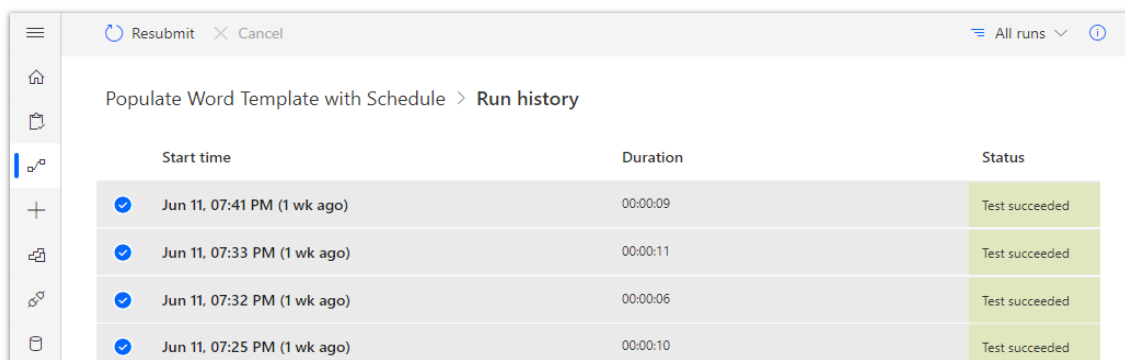 Resubmit Cancel All runs
Populate Word Template with Schedule > Run history
Start time Duration Status
Jun 11, 07:41 PM (1 wk ago) 00:00:09 Test succeeded
Jun 11, 07:33 PM (1 wk ago) 00:00:11 Test succeeded
Jun 11, 07:32 PM (1 wk ago) 00:00:06 Test succeeded
Jun 11, 07:25 PM (1 wk ago) 00:00:10 Test succeeded